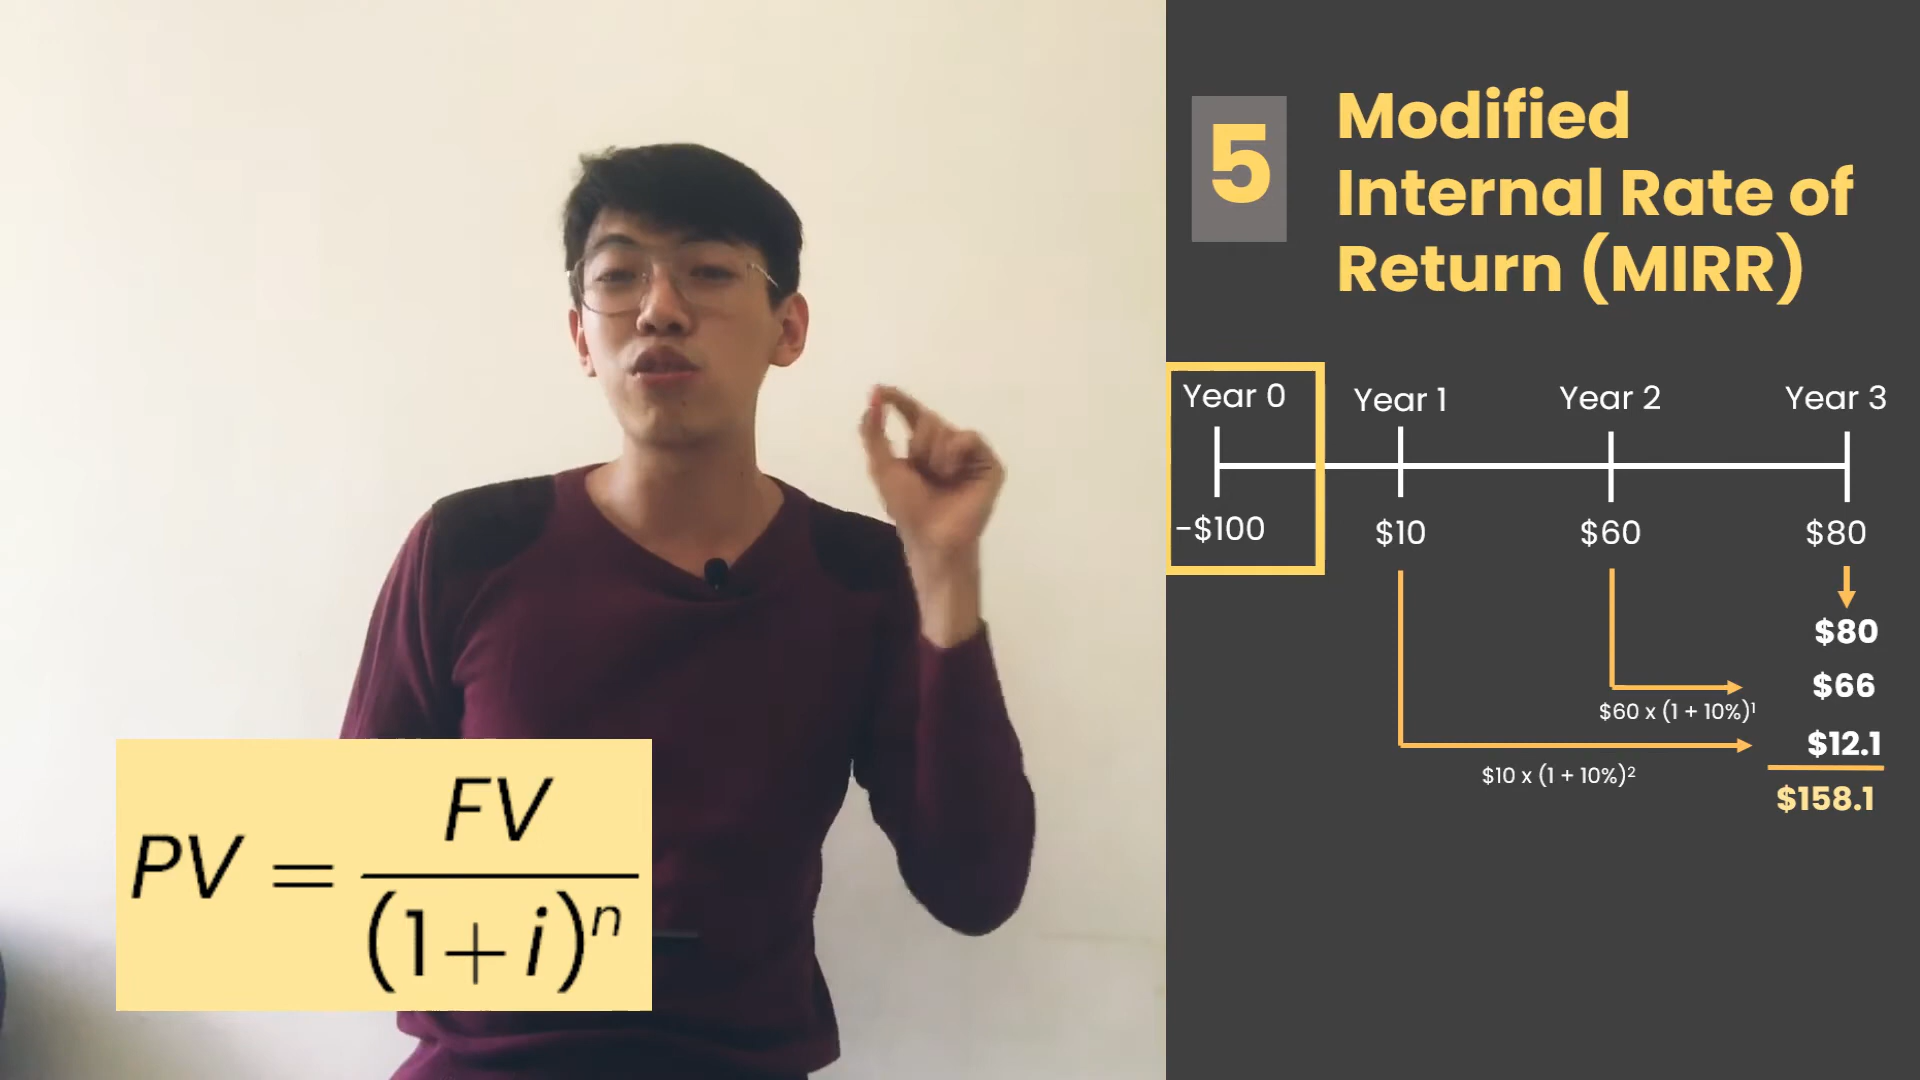 5
Modified
Internal Rate of
Return (MIRR)
Year 0 Year 1 Year 2 Year 3
-$100 $10 $60 $80
$80
$66
$60 x (1 + 10%)¹
$12.1
$10 x (1 + 10%)²
$158.1
PV = FV / (1+i)ⁿ